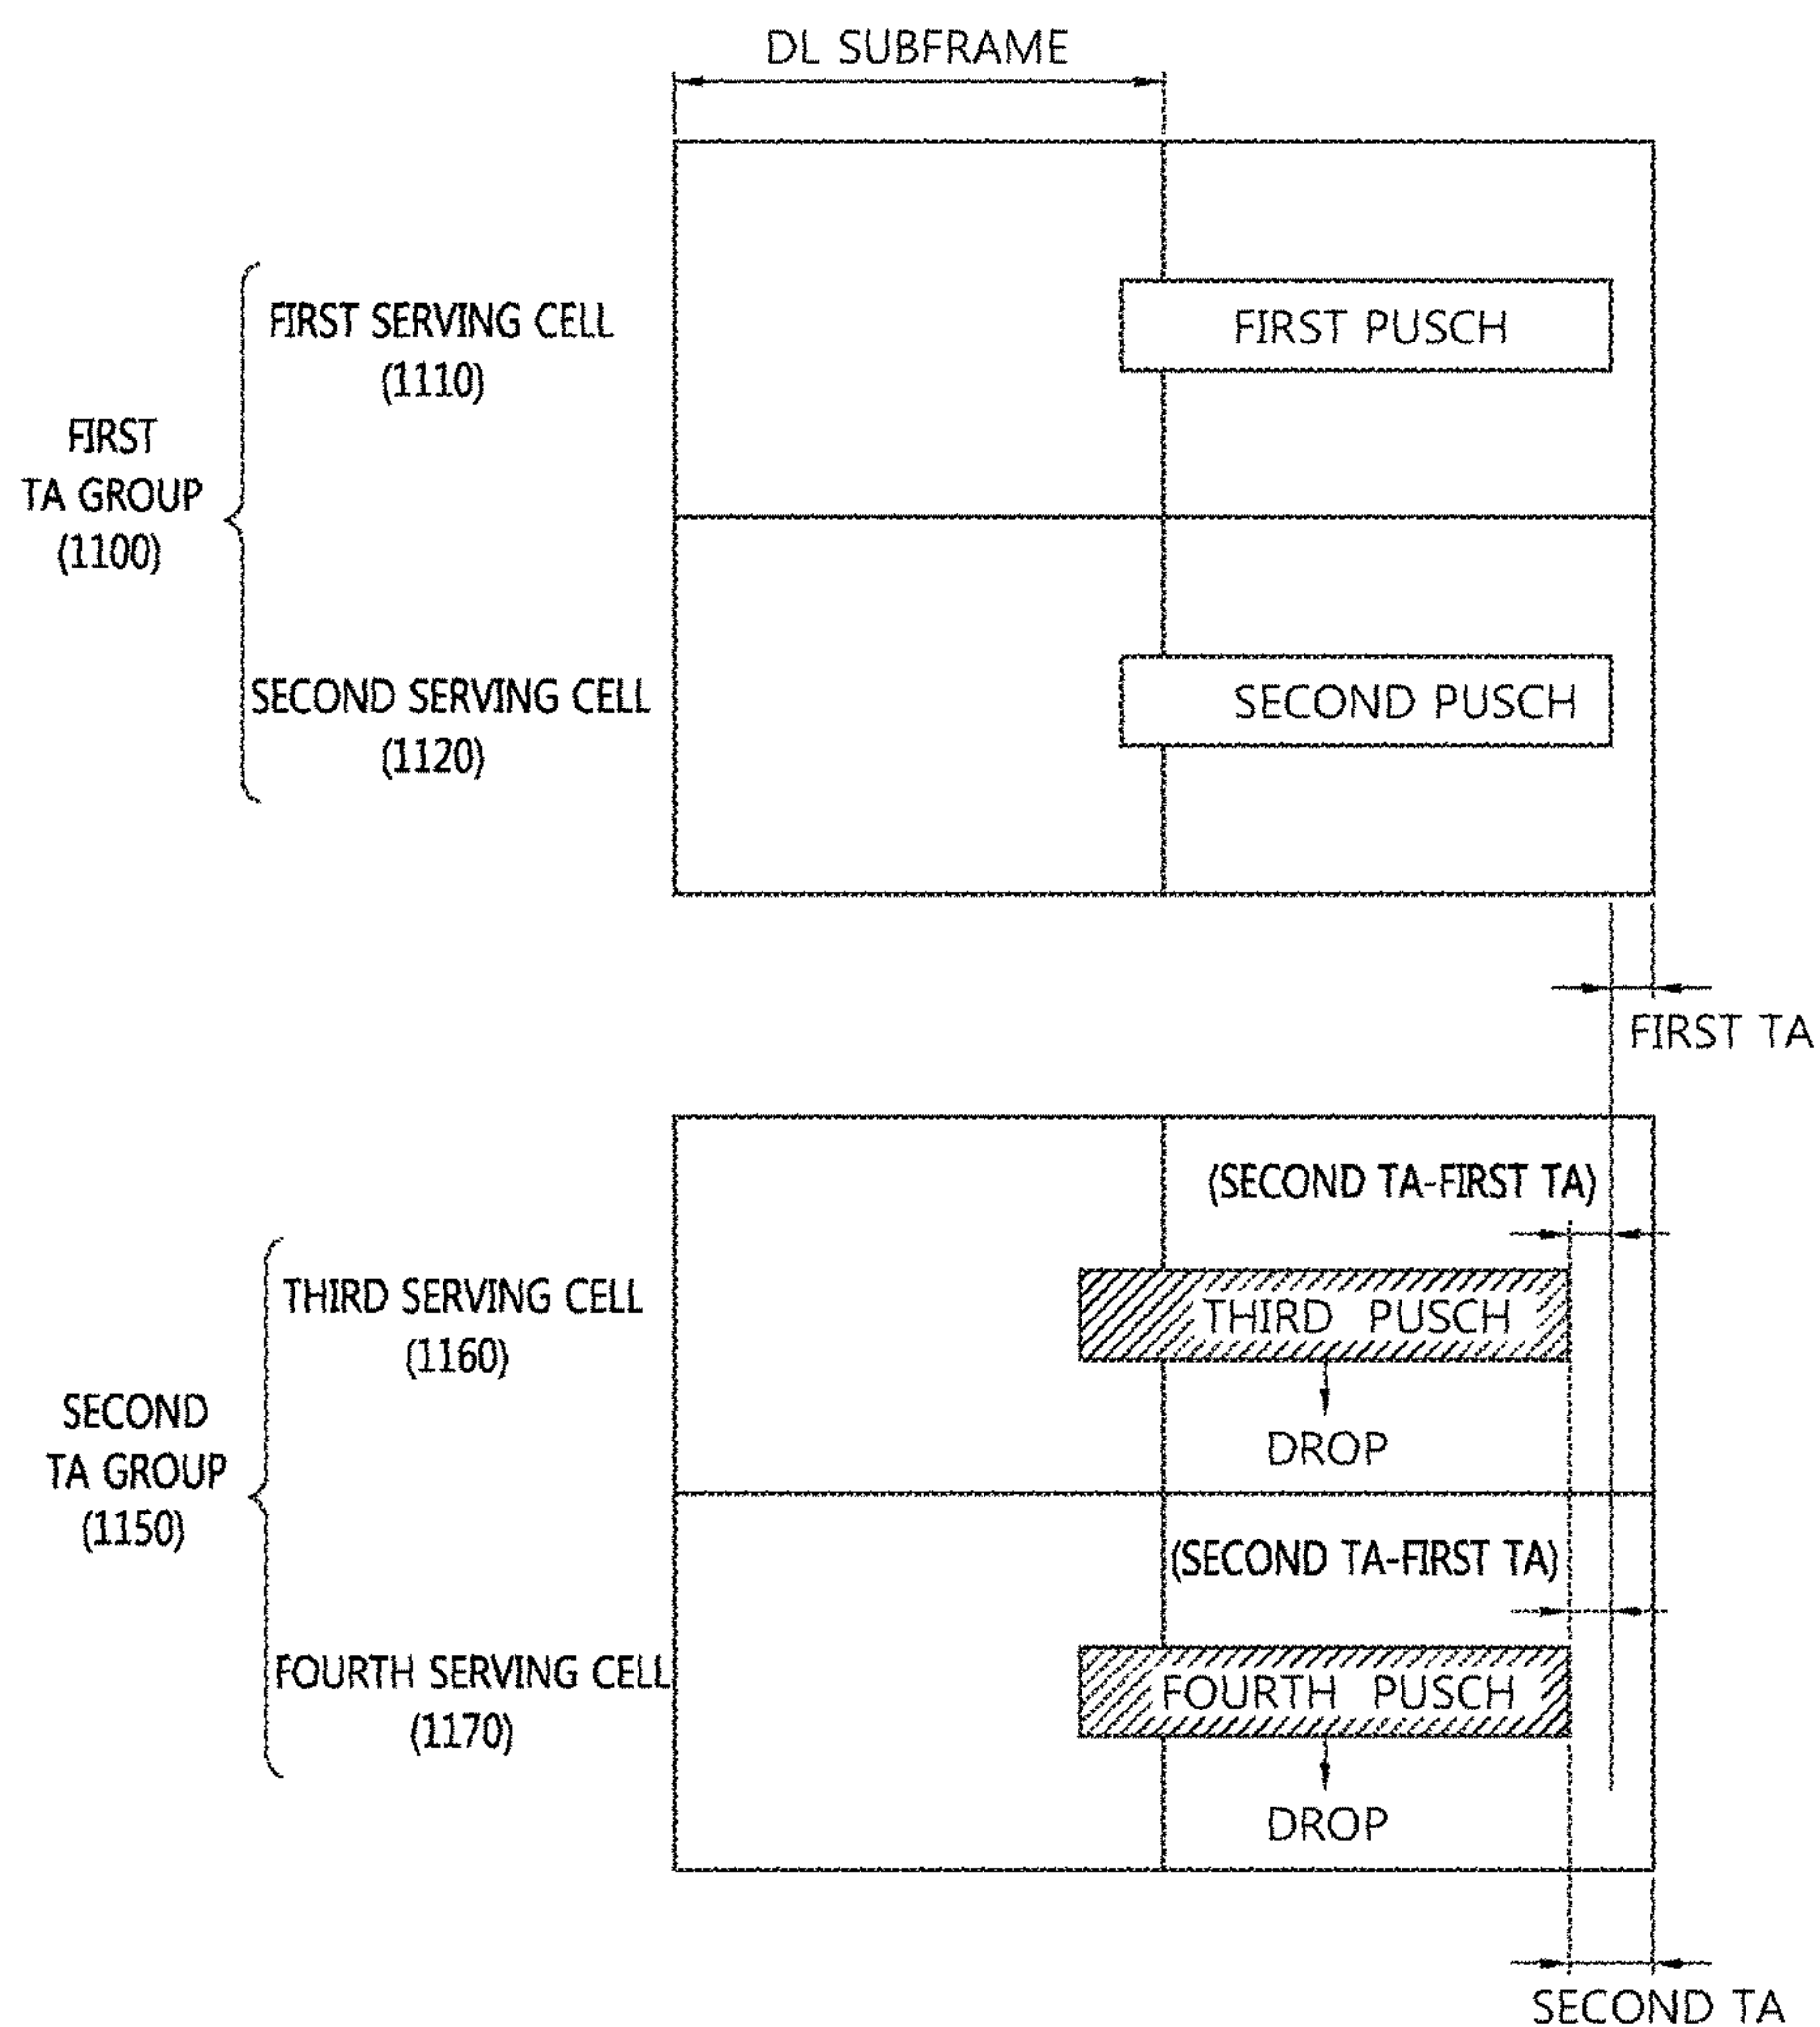 DL SUBFRAME
FIRST SERVING CELL
(1110)
FIRST PUSCH
FIRST
TA GROUP
(1100)
SECOND SERVING CELL
(1120)
SECOND PUSCH
FIRST TA
(SECOND TA-FIRST TA)
THIRD SERVING CELL
(1160)
THIRD PUSCH
DROP
SECOND
TA GROUP
(1150)
(SECOND TA-FIRST TA)
FOURTH SERVING CELL
(1170)
FOURTH PUSCH
DROP
SECOND TA